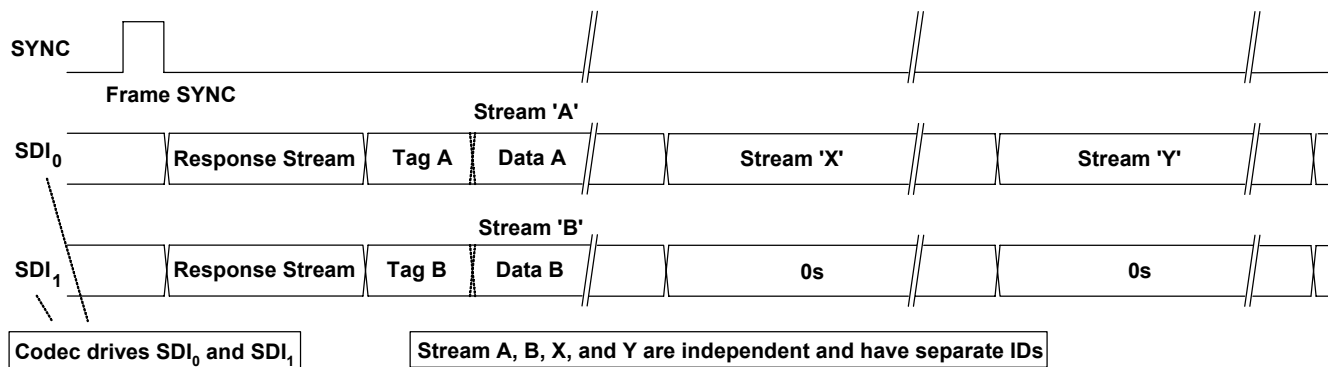 SYNC
Frame SYNC
Stream 'A'
SDI0 Response Stream Tag A Data A Stream 'X' Stream 'Y'
Stream 'B'
SDI1 Response Stream Tag B Data B 0s 0s
Codec drives SDI0 and SDI1
Stream A, B, X, and Y are independent and have separate IDs